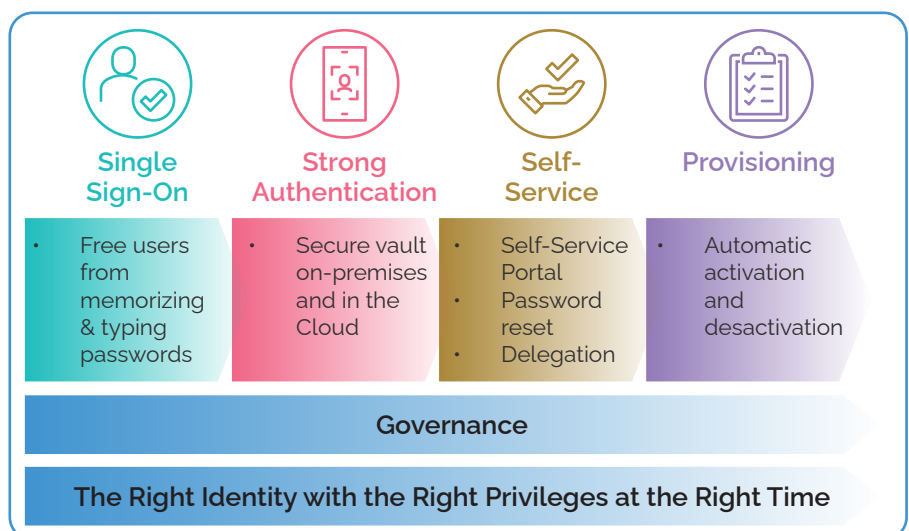 Single
Sign-On
Strong
Authentication
Self-
Service
Provisioning
• Free users
from
memorizing
& typing
passwords
• Secure vault
on-premises
and in the
Cloud
• Self-Service
Portal
• Password
reset
• Delegation
• Automatic
activation
and
desactivation
Governance
The Right Identity with the Right Privileges at the Right Time